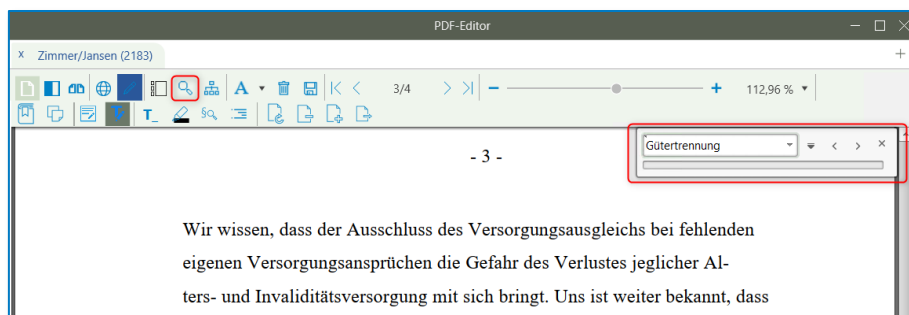 PDF-Editor
x Zimmer/Jansen (2183)
3/4
112,96 %
Gütertrennung
- 3 -
Wir wissen, dass der Ausschluss des Versorgungsausgleichs bei fehlenden
eigenen Versorgungsansprüchen die Gefahr des Verlustes jeglicher Al-
ters- und Invaliditätsversorgung mit sich bringt. Uns ist weiter bekannt, dass